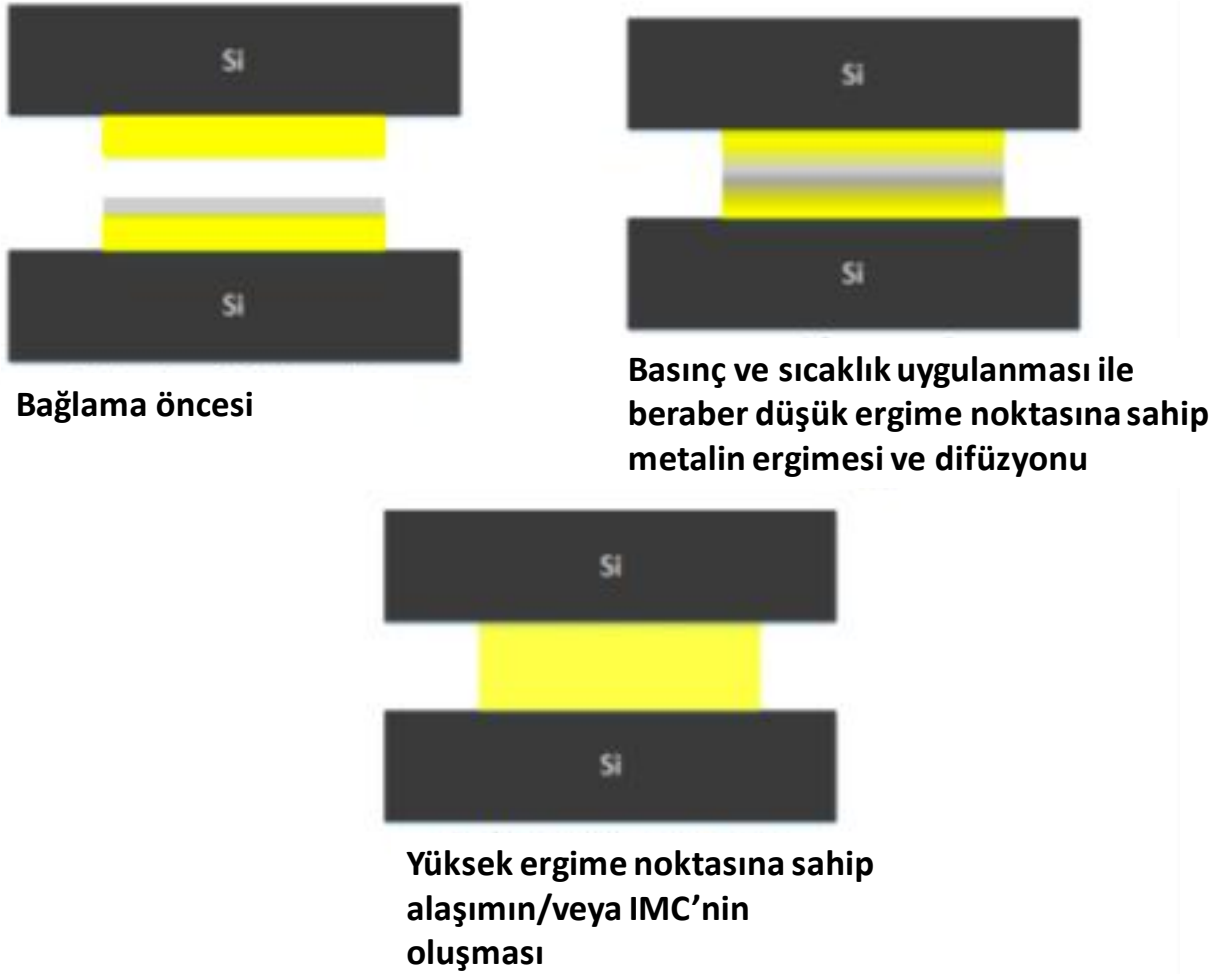 Si
Si
Bağlama öncesi
Si
Si
Basınç ve sıcaklık uygulanması ile
beraber düşük ergime noktasına sahip
metalin ergimesi ve difüzyonu
Si
Si
Yüksek ergime noktasına sahip
alaşımın/veya IMC’nin
oluşması